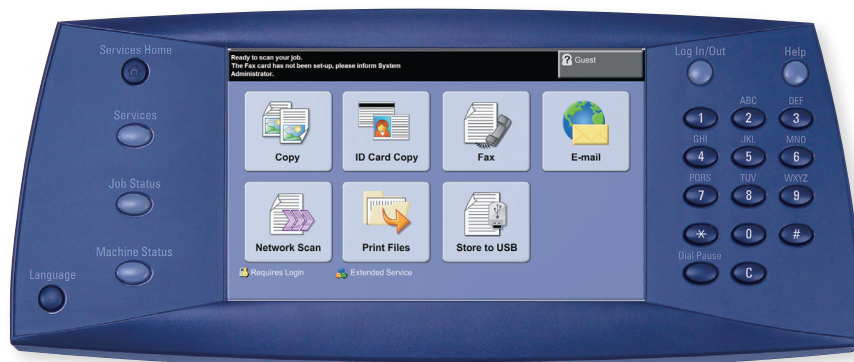 Services Home
Services
Job Status
Machine Status
Language
Ready to scan your job.
The Fax card has not been set-up, please inform System
Administrator.
? Guest
Copy
ID Card Copy
Fax
E-mail
Network Scan
Print Files
Store to USB
Requires Login
Extended Service
Log In/Out
Help
ABC DEF
1 2 3
GHI JKL MNO
4 5 6
PQRS TUV WXYZ
7 8 9
* 0 #
Dial Pause
C